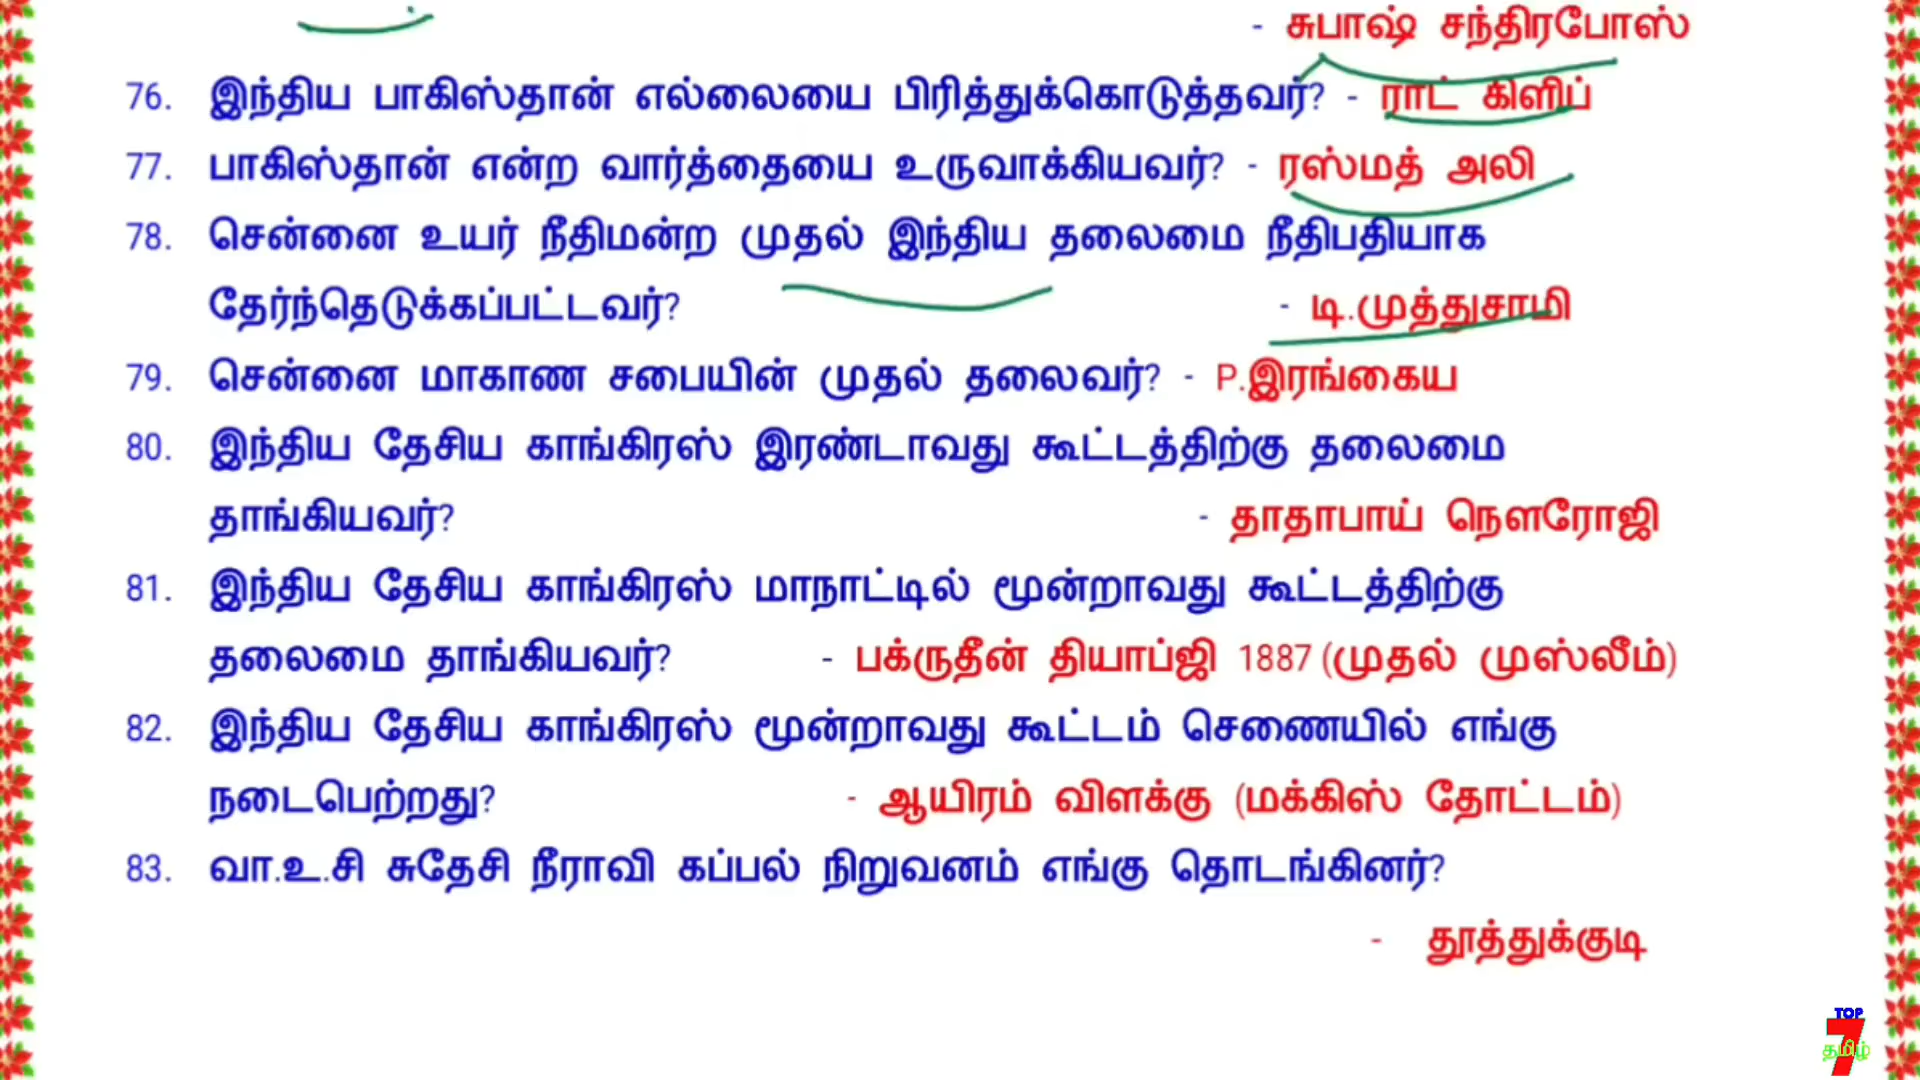 - சுபாஷ் சந்திரபோஸ்
76. இந்திய பாகிஸ்தான் எல்லையை பிரித்துக்கொடுத்தவர்? - ராட் கிளிப்
77. பாகிஸ்தான் என்ற வார்த்தையை உருவாக்கியவர்? - ரஸ்மத் அலி
78. சென்னை உயர் நீதிமன்ற முதல் இந்திய தலைமை நீதிபதியாக
தேர்ந்தெடுக்கப்பட்டவர்? - டி.முத்துசாமி
79. சென்னை மாகாண சபையின் முதல் தலைவர்? - P.இரங்கைய
80. இந்திய தேசிய காங்கிரஸ் இரண்டாவது கூட்டத்திற்கு தலைமை
தாங்கியவர்? - தாதாபாய் நௌரோஜி
81. இந்திய தேசிய காங்கிரஸ் மாநாட்டில் மூன்றாவது கூட்டத்திற்கு
தலைமை தாங்கியவர்? - பக்ருதீன் தியாப்ஜி 1887 (முதல் முஸ்லீம்)
82. இந்திய தேசிய காங்கிரஸ் மூன்றாவது கூட்டம் செணையில் எங்கு
நடைபெற்றது? - ஆயிரம் விளக்கு (மக்கிஸ் தோட்டம்)
83. வா.உ.சி சுதேசி நீராவி கப்பல் நிறுவனம் எங்கு தொடங்கினர்?
- தூத்துக்குடி
TOP
7
தமிழ்